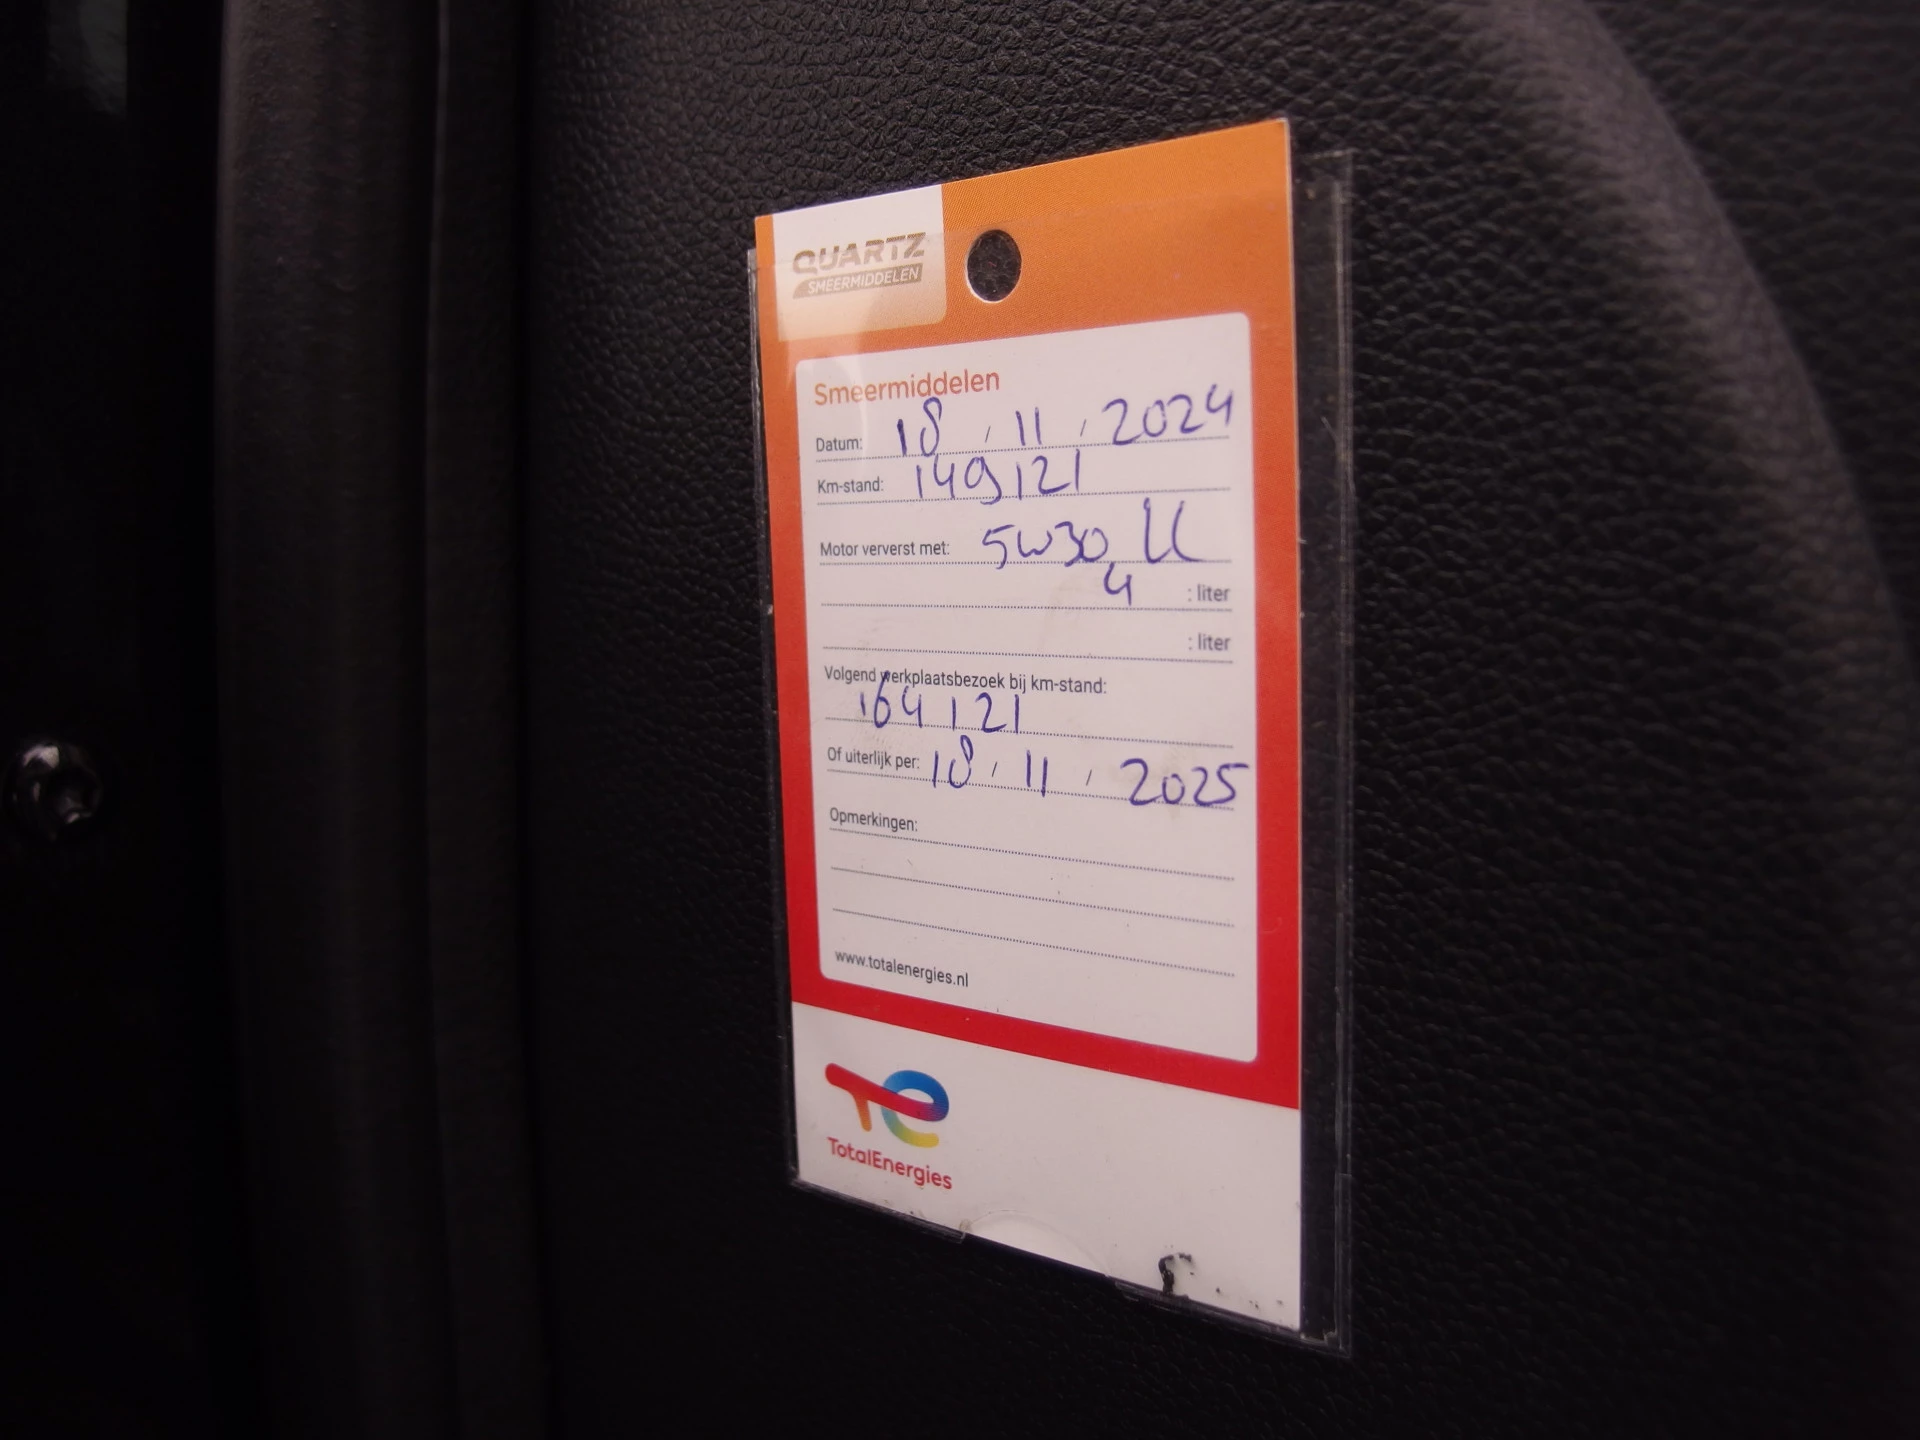 QUARTZ
SMEERMIDDELEN
Smeermiddelen
Datum: 18 / 11 / 2024
Km-stand: 149121
Motor ververst met: 5w30
4 : liter
: liter
Volgend werkplaatsbezoek bij km-stand:
164121
Of uiterlijk per: 18 / 11 / 2025
Opmerkingen:
www.totalenergies.nl
TotalEnergies